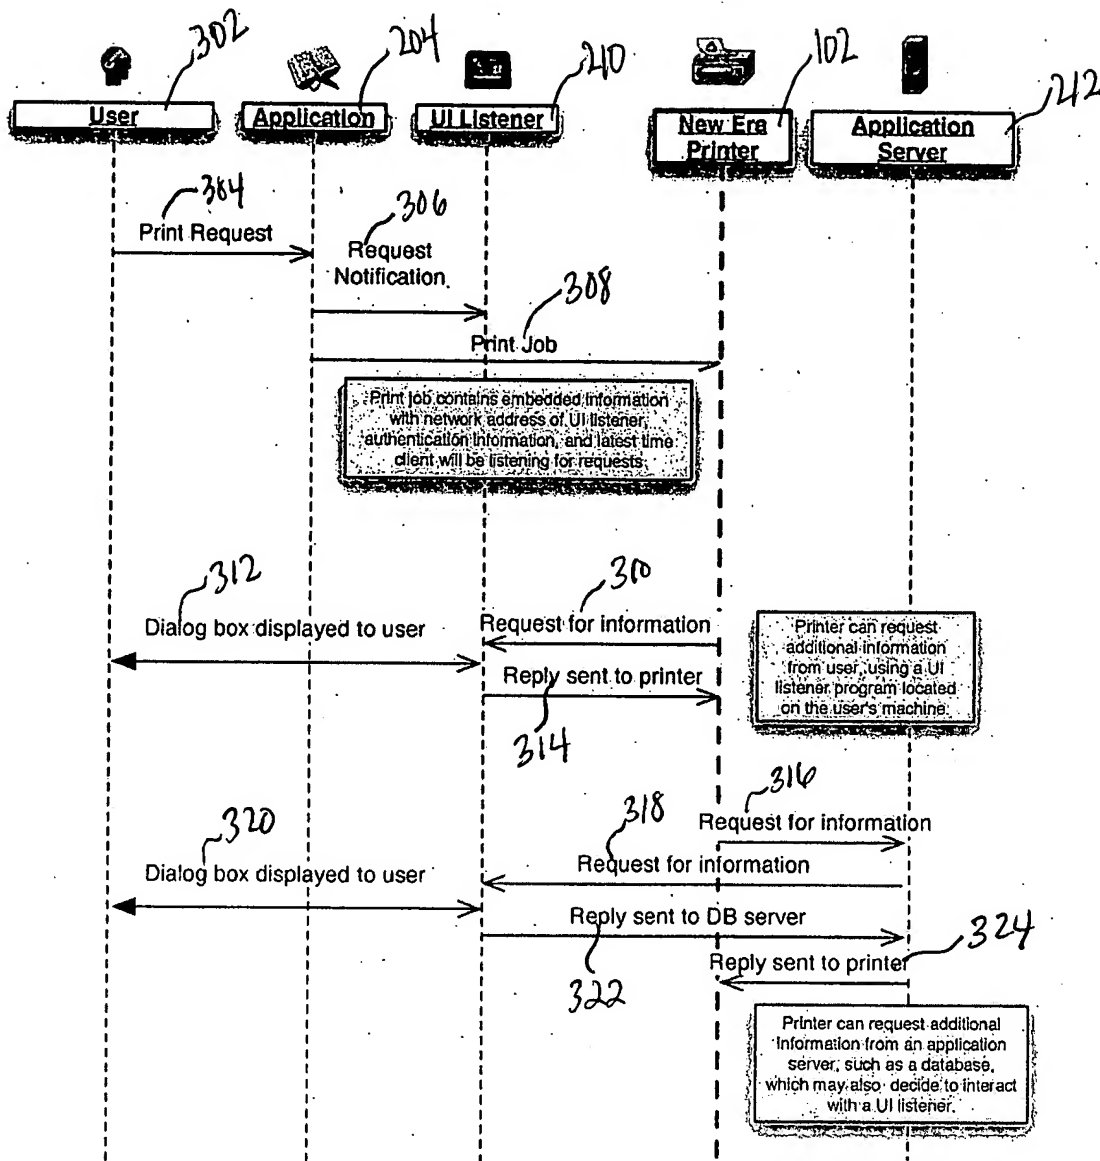 302
204
210
102
242
User
Application
UI Listener
New Era
Printer
Application
Server
304
Print Request
306
Request
Notification
308
Print Job
Print job contains embedded information
with network address of UI listener,
authentication information, and latest time
client will be listening for requests
312
Dialog box displayed to user
310
Request for information
Reply sent to printer
314
Printer can request
additional information
from user, using a UI
listener program located
on the user's machine.
316
Request for information
318
Request for information
320
Dialog box displayed to user
Reply sent to DB server
322
324
Reply sent to printer
Printer can request additional
information from an application
server, such as a database,
which may also decide to interact
with a UI listener.